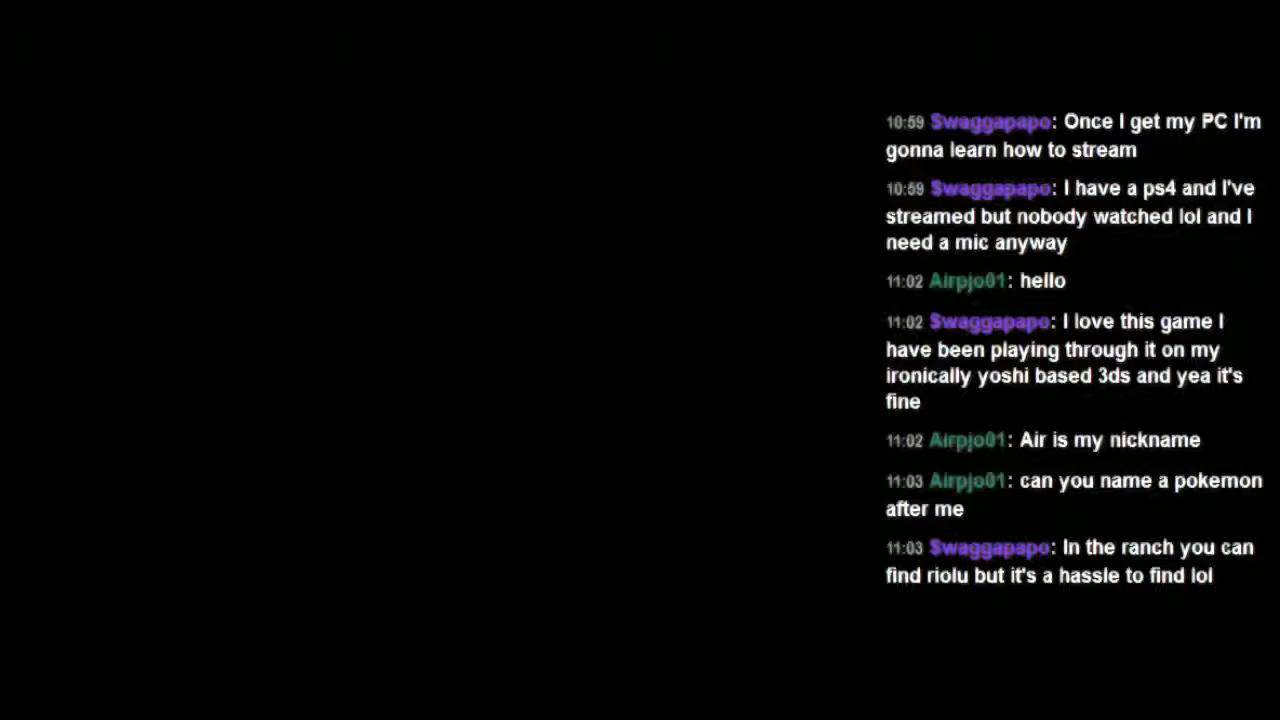 10:59 Swaggapapo: Once I get my PC I'm
gonna learn how to stream
10:59 Swaggapapo: I have a ps4 and I've
streamed but nobody watched lol and I
need a mic anyway
11:02 Airpjo01: hello
11:02 Swaggapapo: I love this game I
have been playing through it on my
ironically yoshi based 3ds and yea it's
fine
11:02 Airpjo01: Air is my nickname
11:03 Airpjo01: can you name a pokemon
after me
11:03 Swaggapapo: In the ranch you can
find riolu but it's a hassle to find lol